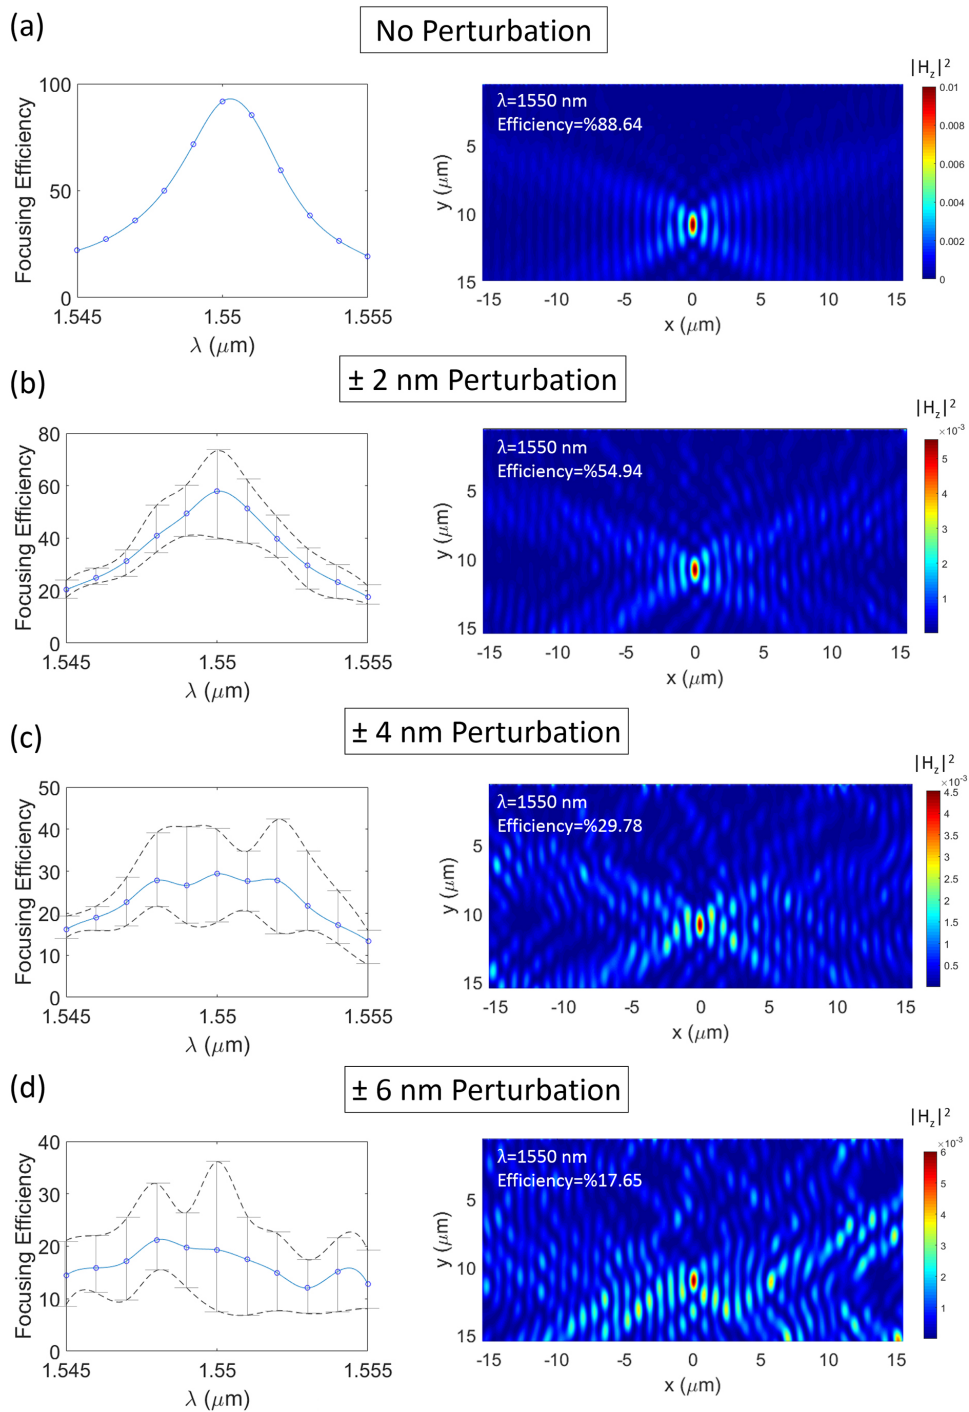 (a)
No Perturbation
100
50
0
Focusing Efficiency
1.545
1.55
1.555
λ (μm)
|Hz|²
λ=1550 nm
Efficiency=%88.64
0.01
0.008
0.006
0.004
0.002
0
5
10
15
y (μm)
-15
-10
-5
0
5
10
15
x (μm)
(b)
± 2 nm Perturbation
80
60
40
20
0
Focusing Efficiency
1.545
1.55
1.555
λ (μm)
|Hz|²
×10⁻³
λ=1550 nm
Efficiency=%54.94
5
4
3
2
1
5
10
15
y (μm)
-15
-10
-5
0
5
10
15
x (μm)
(c)
± 4 nm Perturbation
50
40
30
20
10
0
Focusing Efficiency
1.545
1.55
1.555
λ (μm)
|Hz|²
×10⁻³
λ=1550 nm
Efficiency=%29.78
4.5
4
3.5
3
2.5
2
1.5
1
0.5
5
10
15
y (μm)
-15
-10
-5
0
5
10
15
x (μm)
(d)
± 6 nm Perturbation
40
30
20
10
0
Focusing Efficiency
1.545
1.55
1.555
λ (μm)
|Hz|²
×10⁻³
λ=1550 nm
Efficiency=%17.65
6
5
4
3
2
1
5
10
15
y (μm)
-15
-10
-5
0
5
10
15
x (μm)